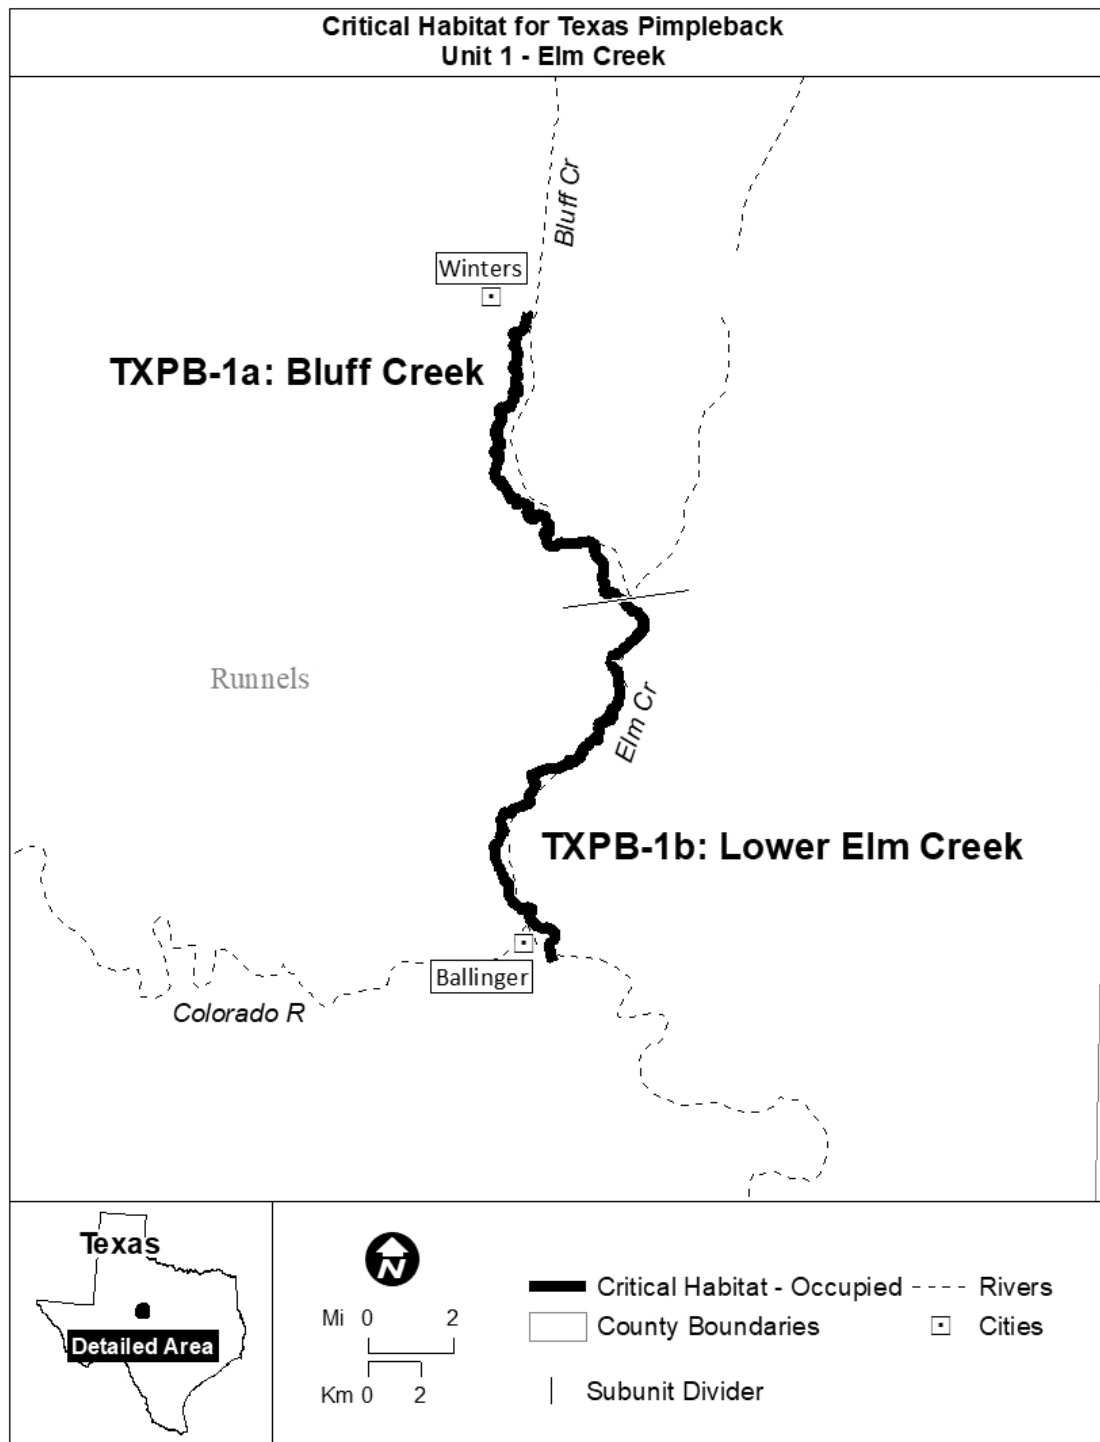 Critical Habitat for Texas Pimpleback
Unit 1 - Elm Creek
Bluff Cr
Winters
TXPB-1a: Bluff Creek
Runnels
Elm Cr
TXPB-1b: Lower Elm Creek
Ballinger
Colorado R
Texas
Detailed Area
N
Mi 0 2
Km 0 2
Critical Habitat - Occupied
Rivers
County Boundaries
Cities
Subunit Divider